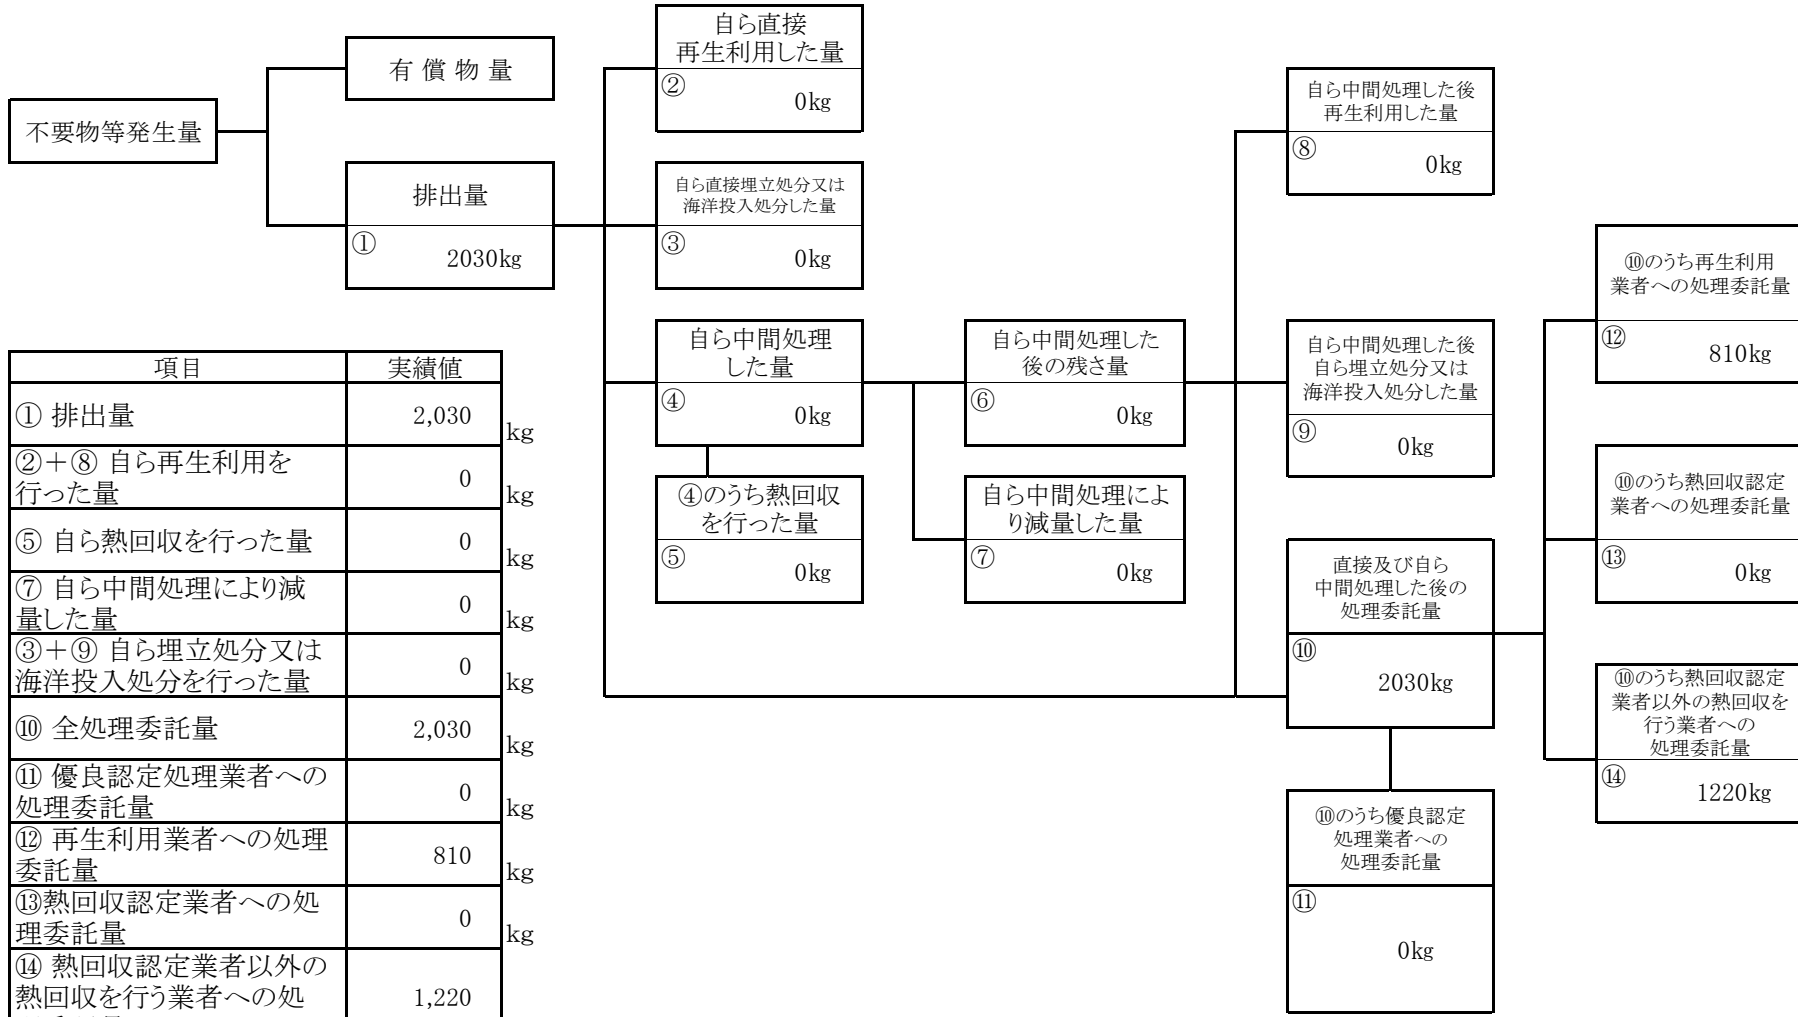 不要物等発生量
有 償 物 量
排出量
①
2030kg
自ら直接
再生利用した量
②
0kg
自ら直接埋立処分又は
海洋投入処分した量
③
0kg
自ら中間処理
した量
④
0kg
④のうち熱回収
を行った量
⑤
0kg
自ら中間処理した
後の残さ量
⑥
0kg
自ら中間処理によ
り減量した量
⑦
0kg
自ら中間処理した後
再生利用した量
⑧
0kg
自ら中間処理した後
自ら埋立処分又は
海洋投入処分した量
⑨
0kg
直接及び自ら
中間処理した後の
処理委託量
⑩
2030kg
⑩のうち優良認定
処理業者への
処理委託量
⑪
0kg
⑩のうち再生利用
業者への処理委託量
⑫
810kg
⑩のうち熱回収認定
業者への処理委託量
⑬
0kg
⑩のうち熱回収認定
業者以外の熱回収を
行う業者への
処理委託量
⑭
1220kg
項目 実績値
① 排出量 2,030 kg
②＋⑧ 自ら再生利用を
行った量 0 kg
⑤ 自ら熱回収を行った量 0 kg
⑦ 自ら中間処理により減
量した量 0 kg
③＋⑨ 自ら埋立処分又は
海洋投入処分を行った量 0 kg
⑩ 全処理委託量 2,030 kg
⑪ 優良認定処理業者への
処理委託量 0 kg
⑫ 再生利用業者への処理
委託量 810 kg
⑬熱回収認定業者への処
理委託量 0 kg
⑭ 熱回収認定業者以外の
熱回収を行う業者への処 1,220